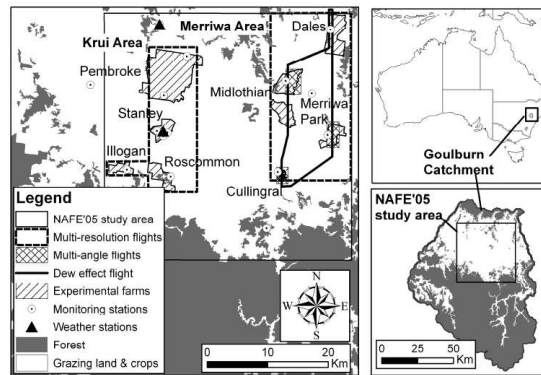 Krui Area
Merriwa Area
Dales
Pembroke
Midlothian
Stanley
Merriwa
Park
Illogan
Roscommon
Cullingral
Legend
NAFE'05 study area
Multi-resolution flights
Multi-angle flights
Dew effect flight
Experimental farms
Monitoring stations
Weather stations
Forest
Grazing land & crops
N
W
E
S
0 10 20
Km
Goulburn
Catchment
NAFE'05
study area
0 25 50
Km